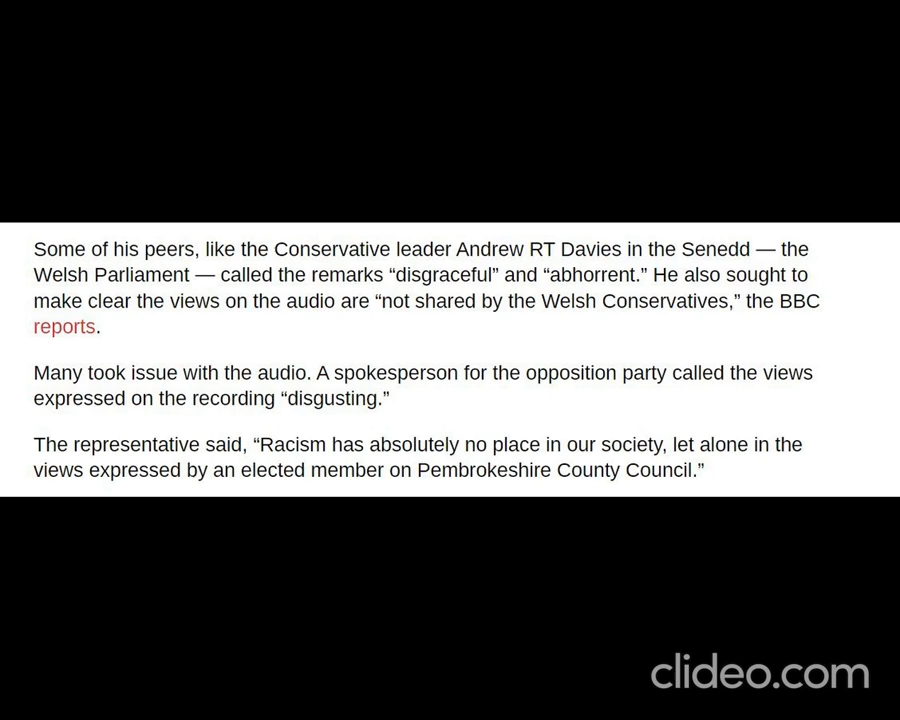 Some of his peers, like the Conservative leader Andrew RT Davies in the Senedd — the
Welsh Parliament — called the remarks “disgraceful” and “abhorrent.” He also sought to
make clear the views on the audio are “not shared by the Welsh Conservatives,” the BBC
reports.
Many took issue with the audio. A spokesperson for the opposition party called the views
expressed on the recording “disgusting.”
The representative said, “Racism has absolutely no place in our society, let alone in the
views expressed by an elected member on Pembrokeshire County Council.”
clideo.com